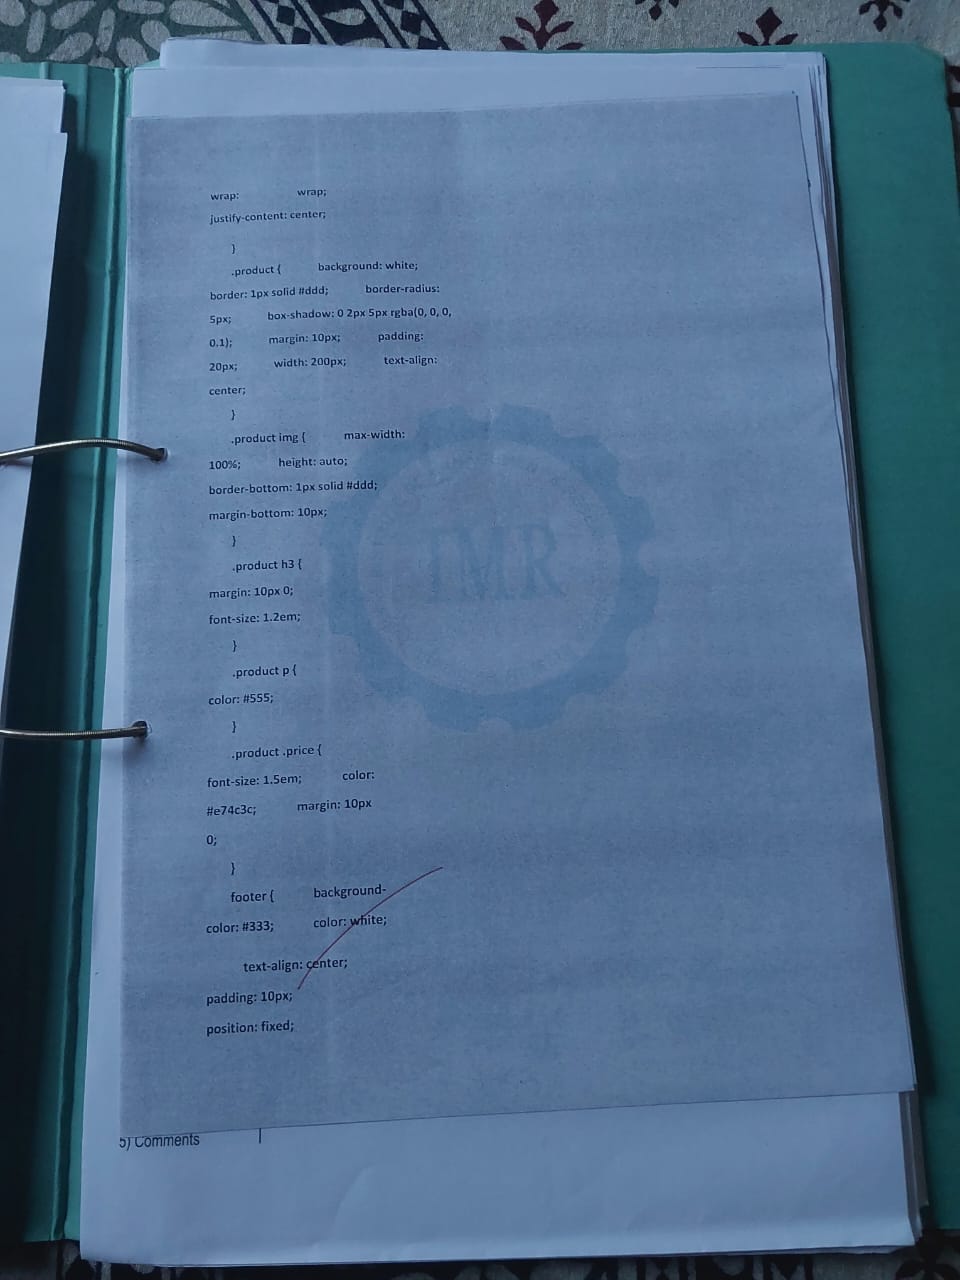 wrap: wrap;
justify-content: center;
}
.product { background: white;
border: 1px solid #ddd; border-radius:
5px; box-shadow: 0 2px 5px rgba(0, 0, 0,
0.1); margin: 10px; padding:
20px; width: 200px; text-align:
center;
}
.product img { max-width:
100%; height: auto;
border-bottom: 1px solid #ddd;
margin-bottom: 10px;
}
.product h3 {
margin: 10px 0;
font-size: 1.2em;
}
.product p {
color: #555;
}
.product .price {
font-size: 1.5em; color:
#e74c3c; margin: 10px
0;
}
footer { background-
color: #333; color: white;
text-align: center;
padding: 10px;
position: fixed;
5) Comments